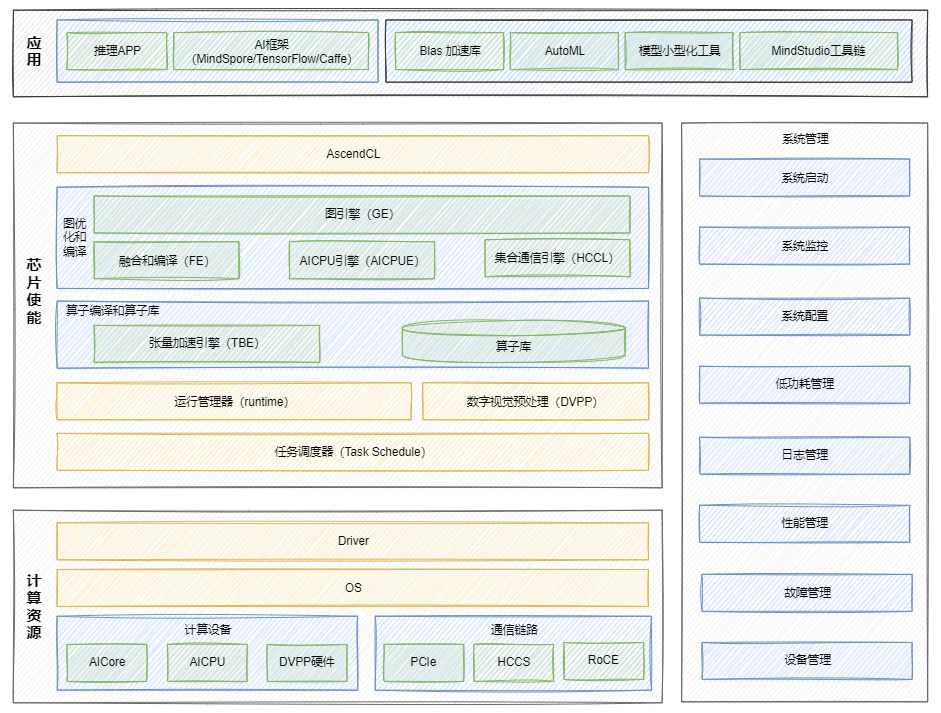 应用
推理APP
AI框架
(MindSpore/TensorFlow/Caffe)
Blas 加速库
AutoML
模型小型化工具
MindStudio工具链
芯片使能
AscendCL
图优
化和
编译
图引擎（GE）
融合和编译（FE）
AICPU引擎（AICPUE）
集合通信引擎（HCCL）
算子编译和算子库
张量加速引擎（TBE）
算子库
运行管理器（runtime）
数字视觉预处理（DVPP）
任务调度器（Task Schedule）
计算资源
Driver
OS
计算设备
AICore
AICPU
DVPP硬件
通信链路
PCIe
HCCS
RoCE
系统管理
系统启动
系统监控
系统配置
低功耗管理
日志管理
性能管理
故障管理
设备管理